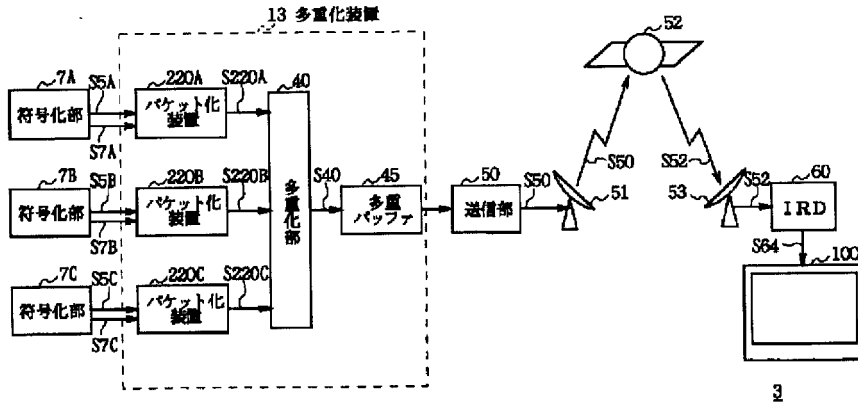 13 多重化装置
52
7A
S5A
220A
S220A
40
符号化部
パケット化
装置
S7A
7B
S5B
220B
S220B
S40
45
50
S50
S50
S52
51
53
S52
60
符号化部
パケット化
装置
多重化部
多重
バッファ
送信部
IRD
S7B
S64
100
7C
S5C
220C
S220C
符号化部
パケット化
装置
S7C
3